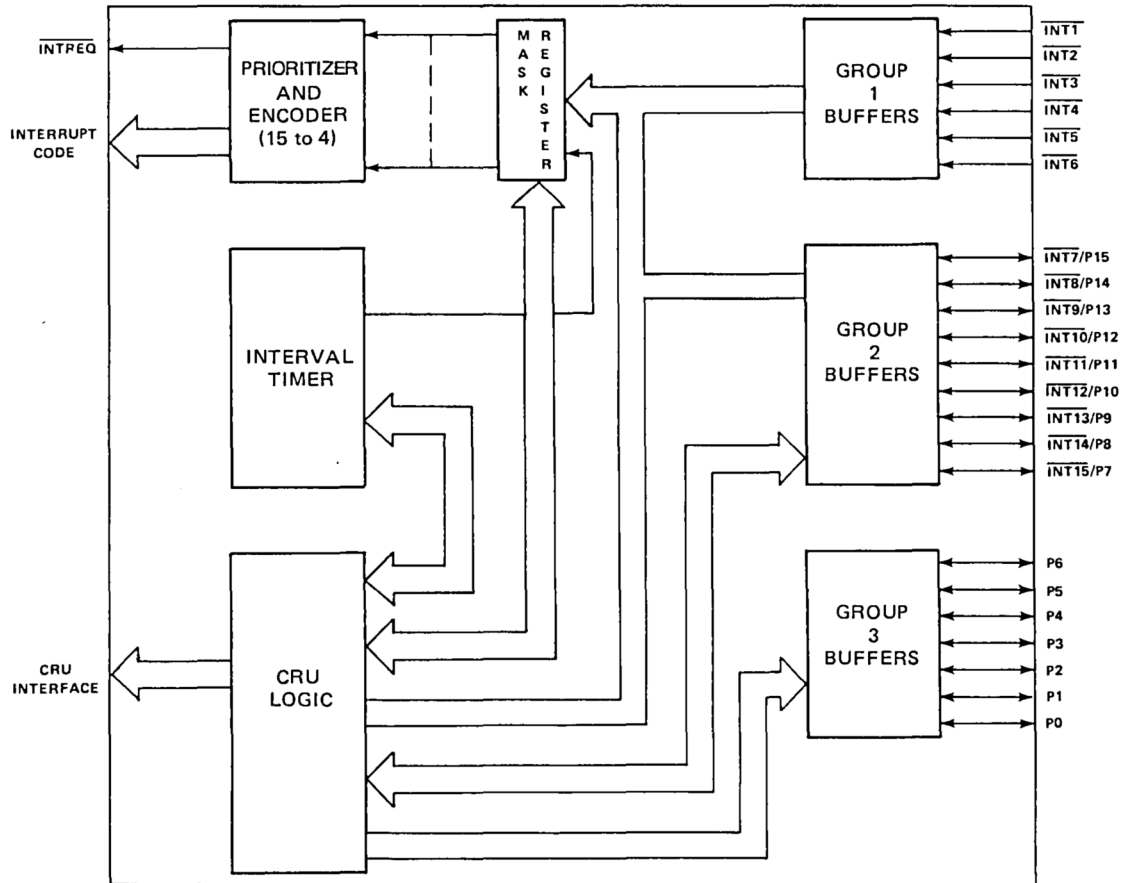 INTREQ
PRIORITIZER
AND
ENCODER
(15 to 4)
INTERRUPT
CODE
MASK
REGISTER
GROUP
1
BUFFERS
INT1
INT2
INT3
INT4
INT5
INT6
INTERVAL
TIMER
GROUP
2
BUFFERS
INT7/P15
INT8/P14
INT9/P13
INT10/P12
INT11/P11
INT12/P10
INT13/P9
INT14/P8
INT15/P7
CRU
INTERFACE
CRU
LOGIC
GROUP
3
BUFFERS
P6
P5
P4
P3
P2
P1
P0